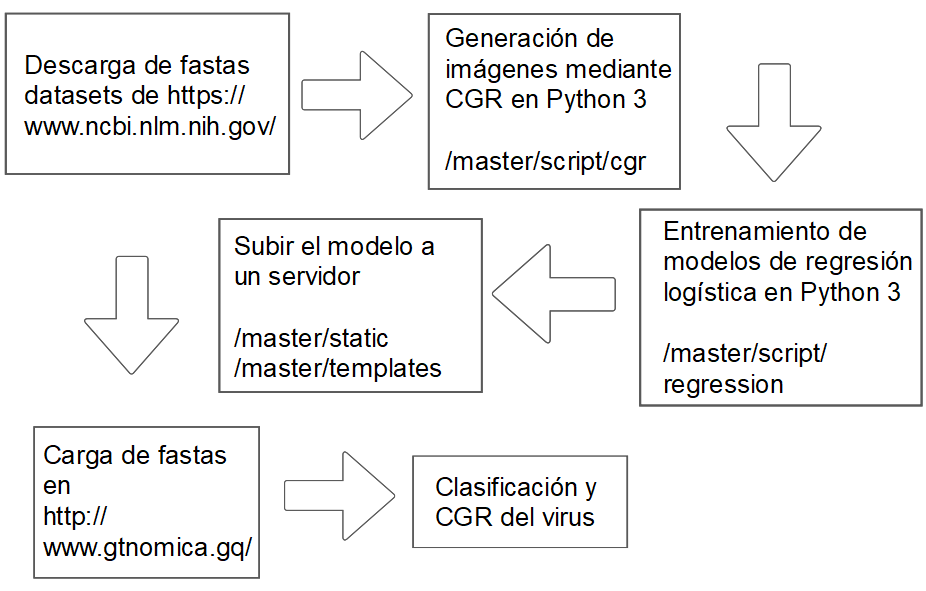 Descarga de fastas
datasets de https://
www.ncbi.nlm.nih.gov/
Generación de
imágenes mediante
CGR en Python 3
/master/script/cgr
Entrenamiento de
modelos de regresión
logística en Python 3
/master/script/
regression
Subir el modelo a
un servidor
/master/static
/master/templates
Carga de fastas
en
http://
www.gtnomica.gq/
Clasificación y
CGR del virus